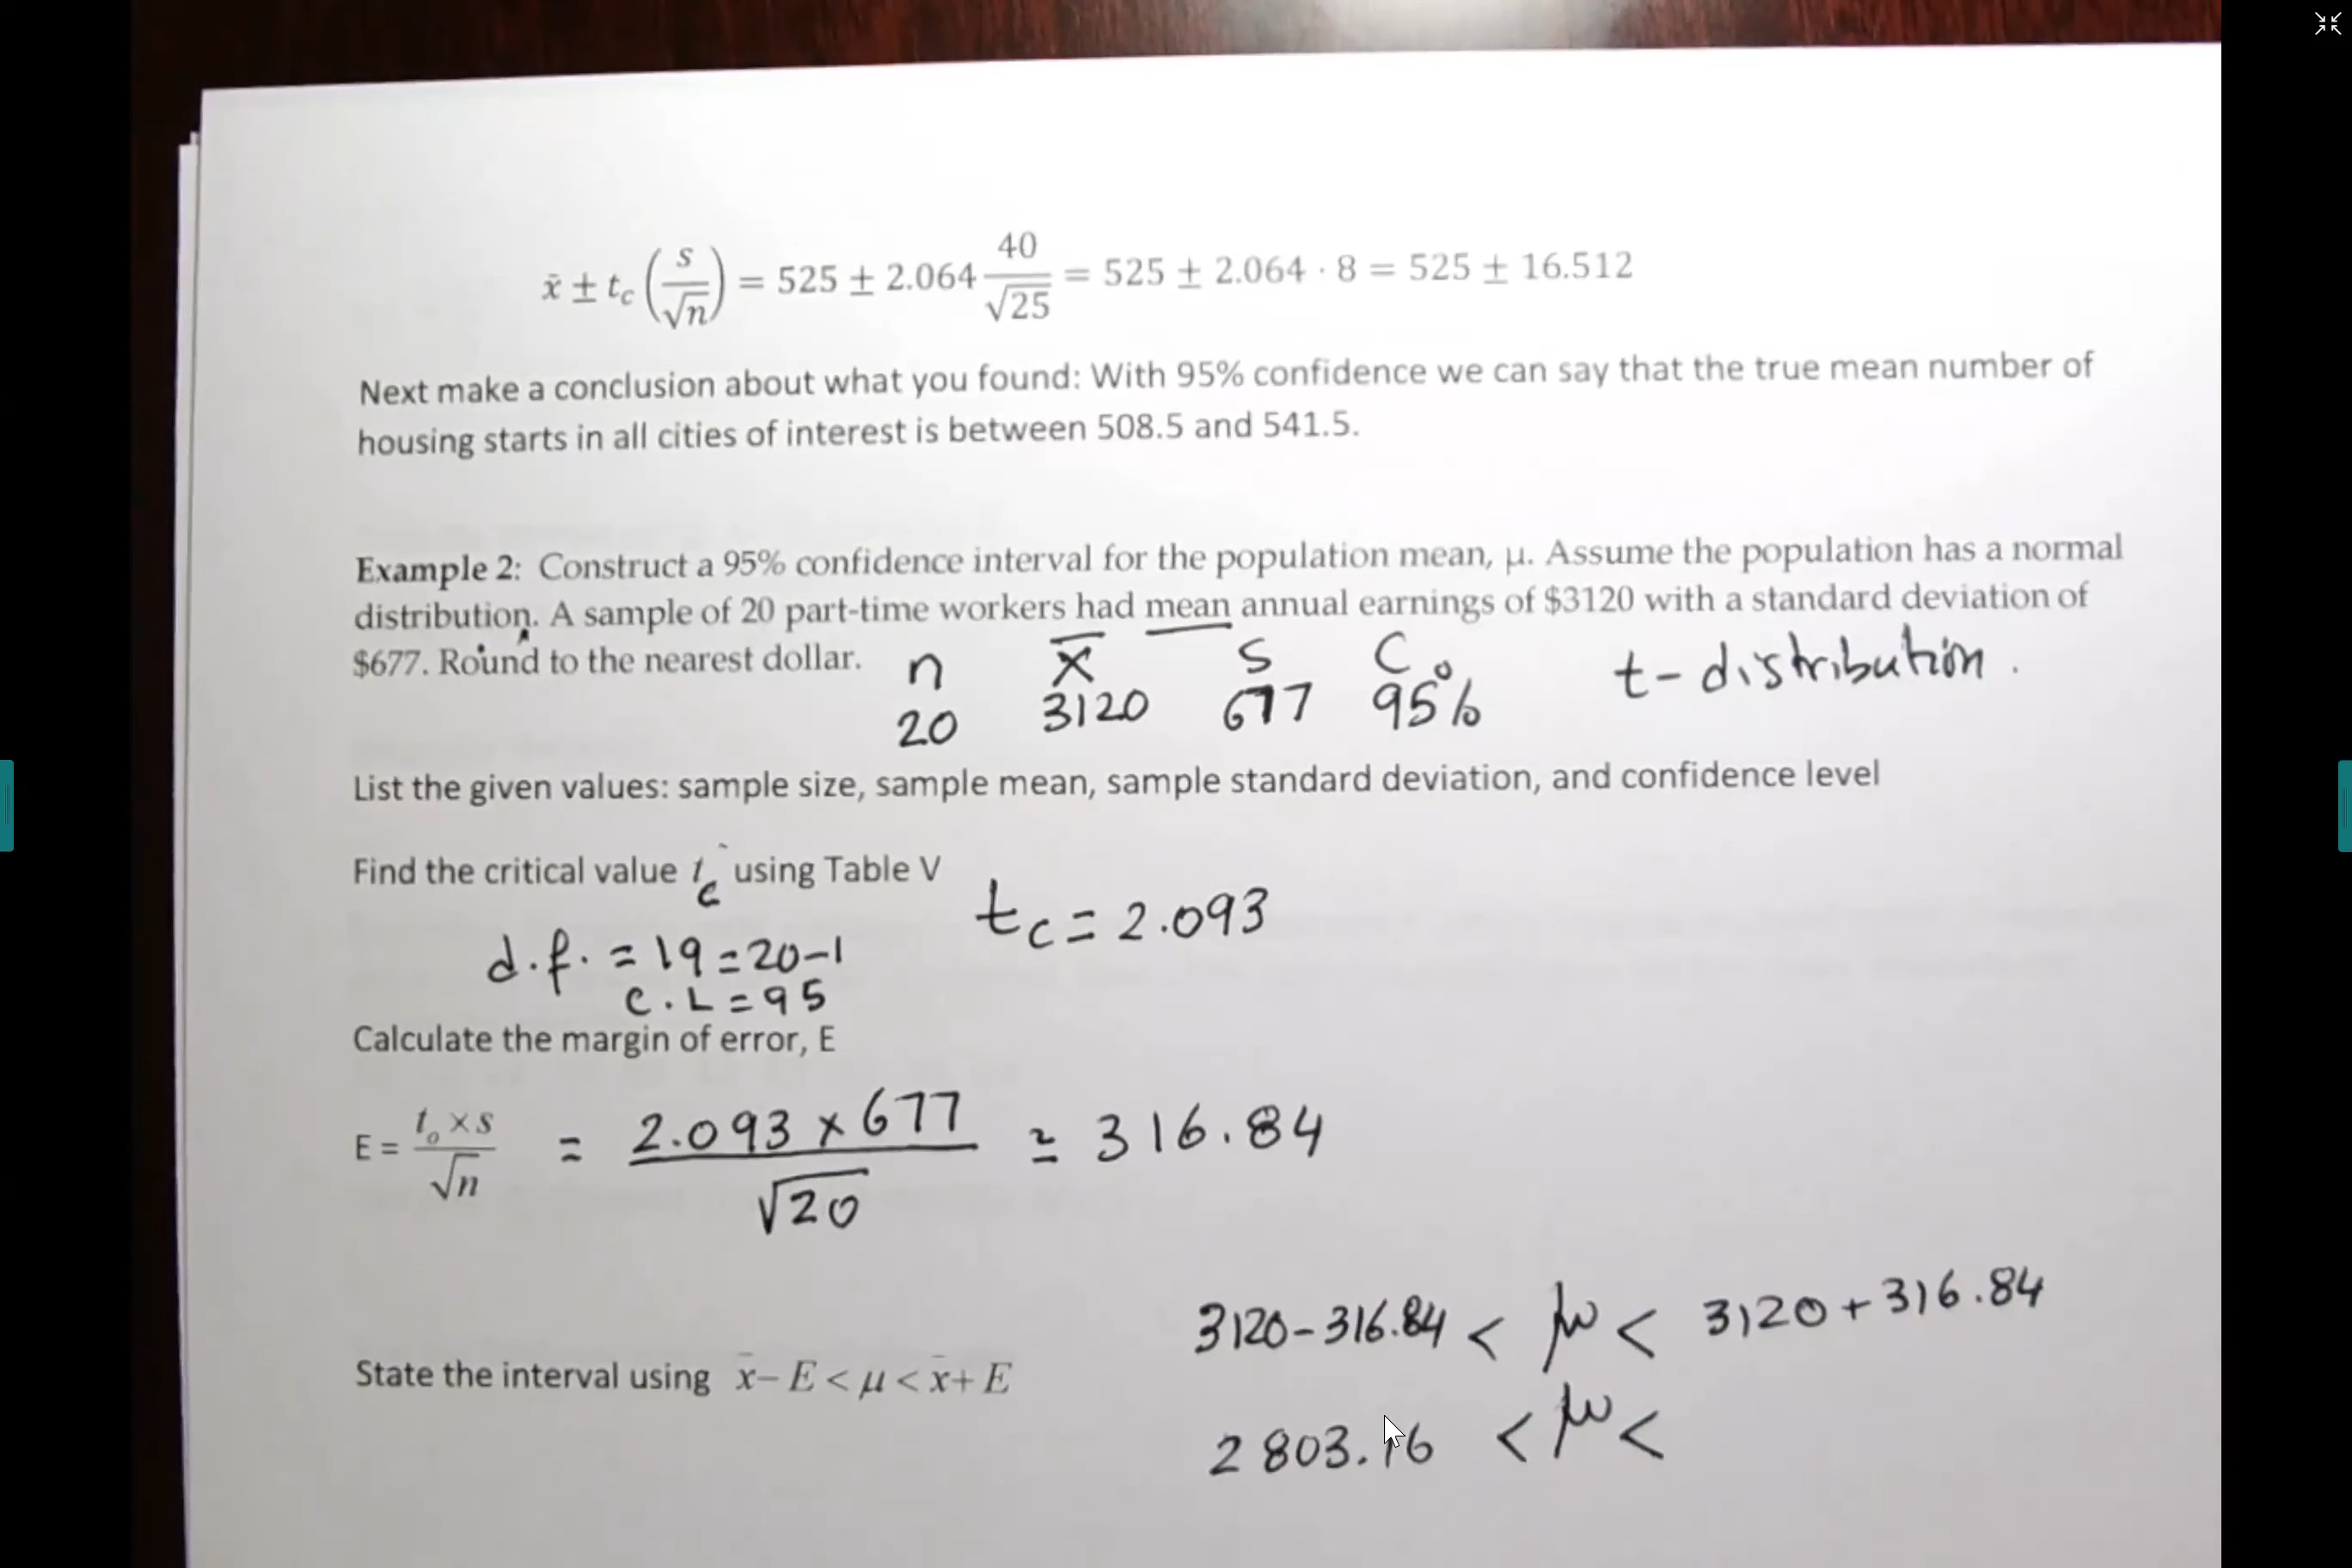 x̄ ± t_c (s/√n) = 525 ± 2.064 40/√25 = 525 ± 2.064 · 8 = 525 ± 16.512
Next make a conclusion about what you found: With 95% confidence we can say that the true mean number of
housing starts in all cities of interest is between 508.5 and 541.5.
Example 2: Construct a 95% confidence interval for the population mean, μ. Assume the population has a normal
distribution. A sample of 20 part-time workers had mean annual earnings of $3120 with a standard deviation of
$677. Round to the nearest dollar.
n x̄ s C t-distribution.
20 3120 677 95%
List the given values: sample size, sample mean, sample standard deviation, and confidence level
Find the critical value t_c using Table V
t_c = 2.093
d.f. = 19 = 20-1
C.L = 95
Calculate the margin of error, E
E = t_o × s / √n = 2.093 × 677 / √20 ≃ 316.84
3120 - 316.84 < μ < 3120 + 316.84
State the interval using x̄ - E < μ < x̄ + E
2803.16 < μ <